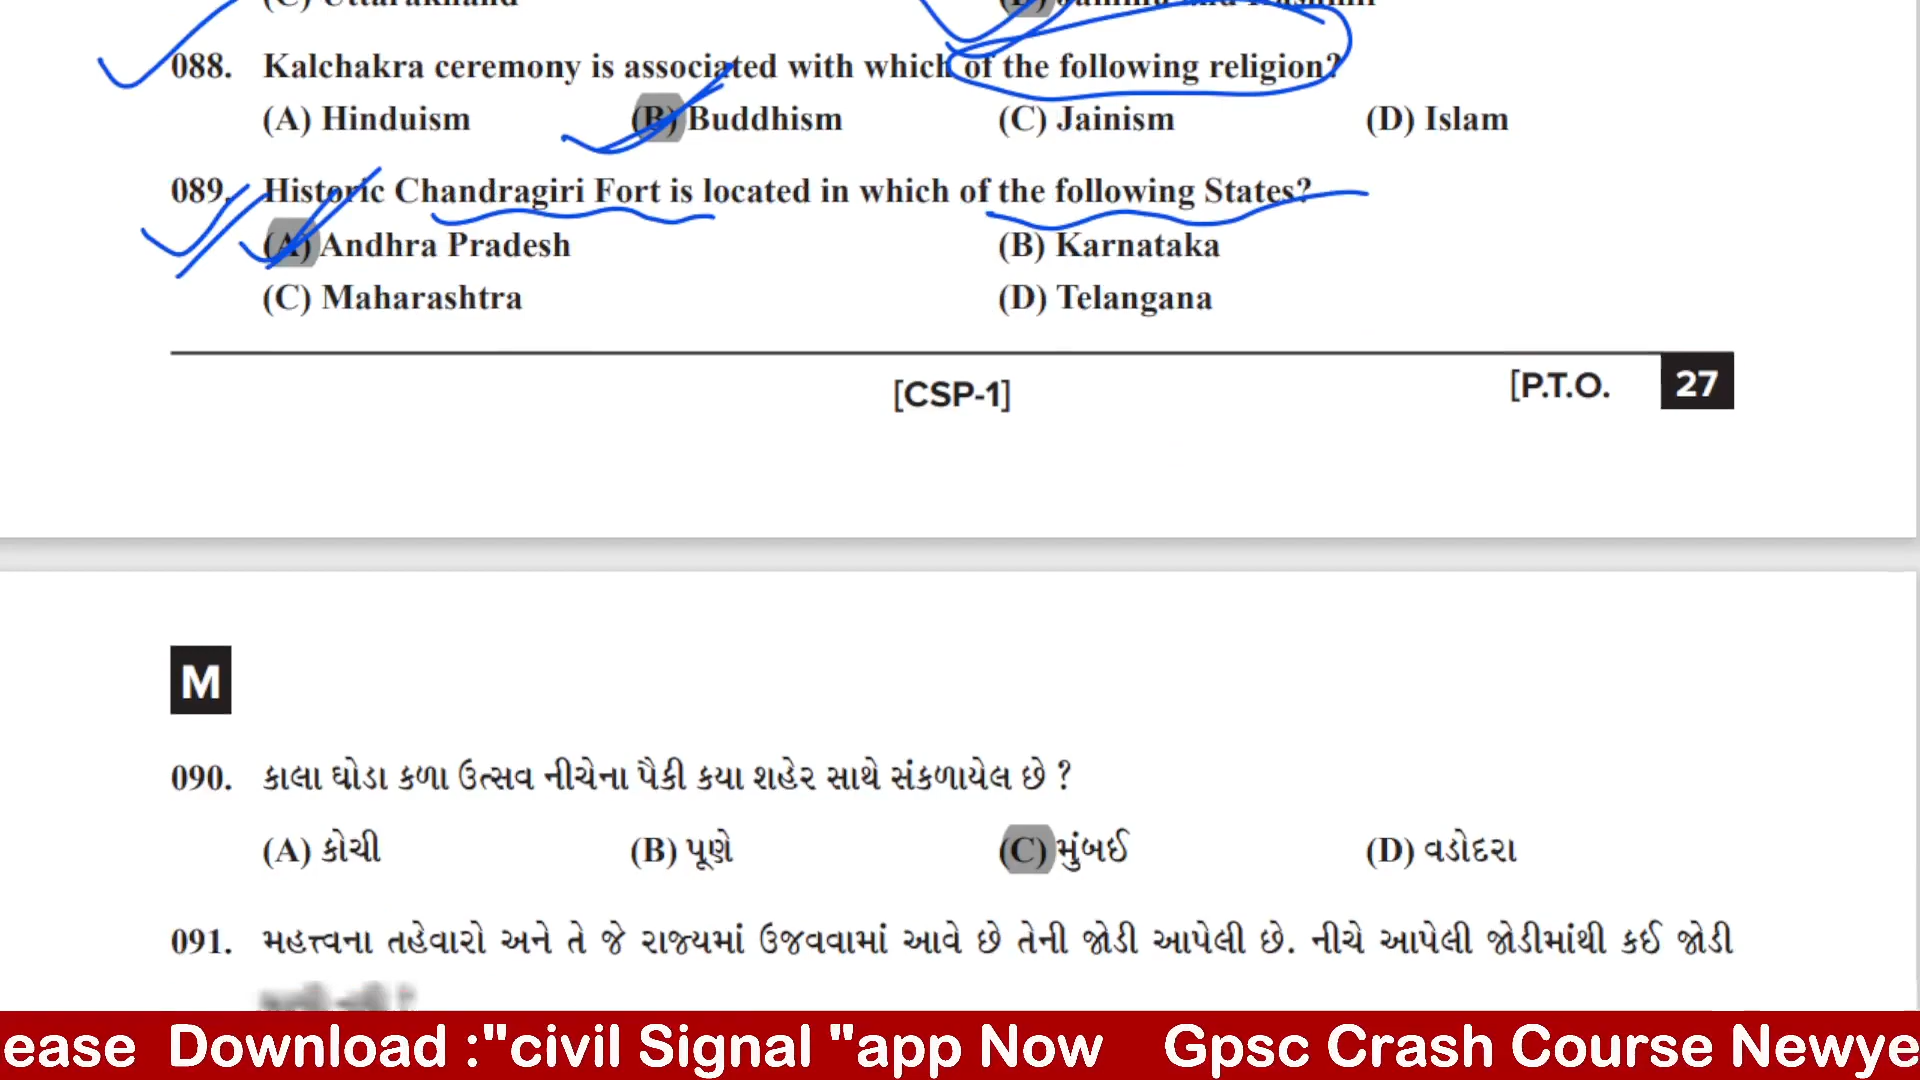 088. Kalchakra ceremony is associated with which of the following religion?
(A) Hinduism (B) Buddhism (C) Jainism (D) Islam
089. Historic Chandragiri Fort is located in which of the following States?
(A) Andhra Pradesh (B) Karnataka
(C) Maharashtra (D) Telangana
[CSP-1] [P.T.O. 27
M
090. કાલા ઘોડા કળા ઉત્સવ નીચેના પૈકી કયા શહેર સાથે સંકળાયેલ છે ?
(A) કોચી (B) પૂણે (C) મુંબઈ (D) વડોદરા
091. મહત્ત્વના તહેવારો અને તે જે રાજ્યમાં ઉજવવામાં આવે છે તેની જોડી આપેલી છે. નીચે આપેલી જોડીમાંથી કઈ જોડી
ease Download :"civil Signal "app Now Gpsc Crash Course Newye